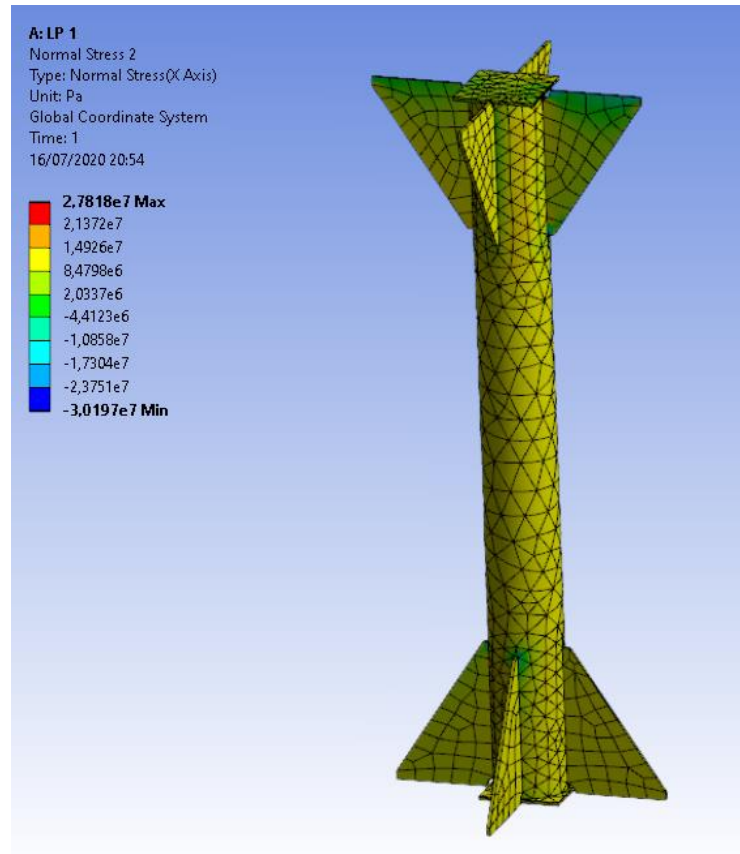 A: LP 1
Normal Stress 2
Type: Normal Stress(X Axis)
Unit: Pa
Global Coordinate System
Time: 1
16/07/2020 20:54
2,7818e7 Max
2,1372e7
1,4926e7
8,4798e6
2,0337e6
-4,4123e6
-1,0858e7
-1,7304e7
-2,3751e7
-3,0197e7 Min